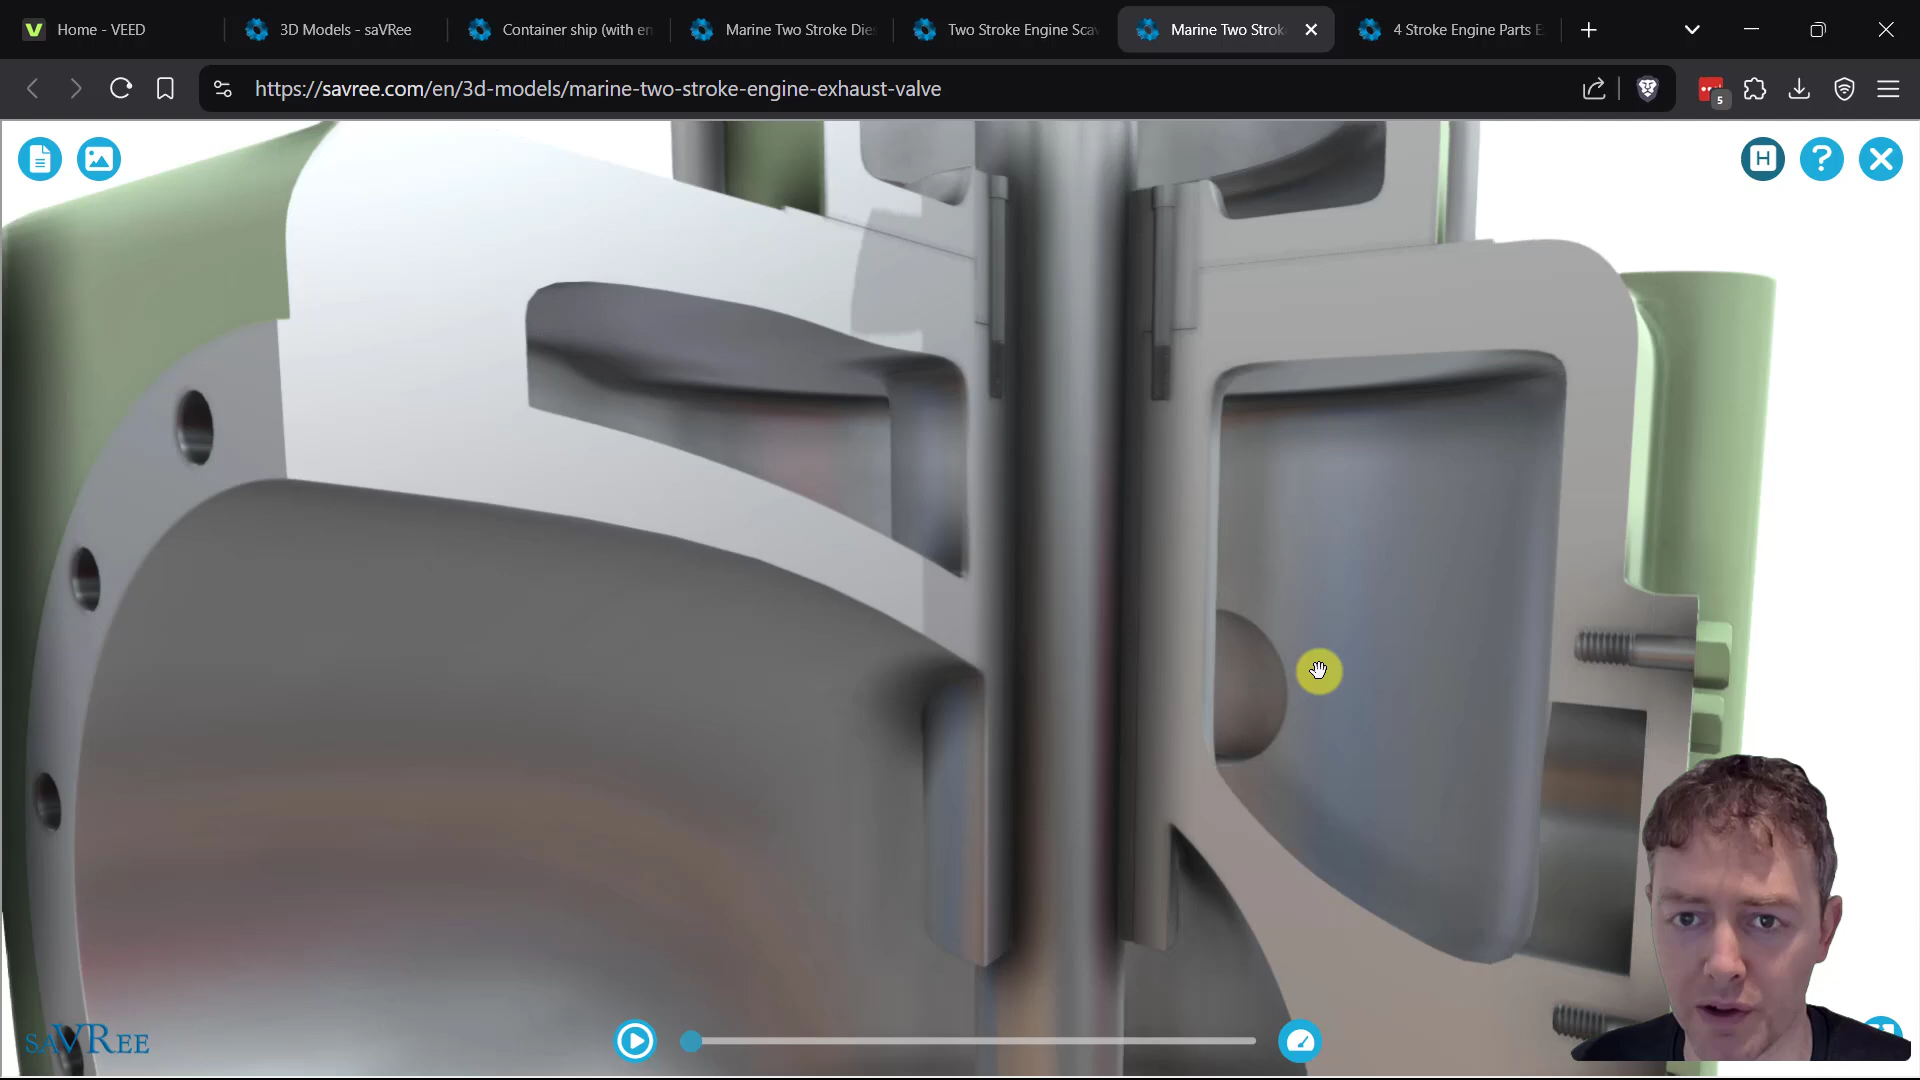 Home - VEED
3D Models - saVRee
Container ship (with en
Marine Two Stroke Die
Two Stroke Engine Sca
Marine Two Strok
4 Stroke Engine Parts E
https://savree.com/en/3d-models/marine-two-stroke-engine-exhaust-valve
5
H
?
saVRee